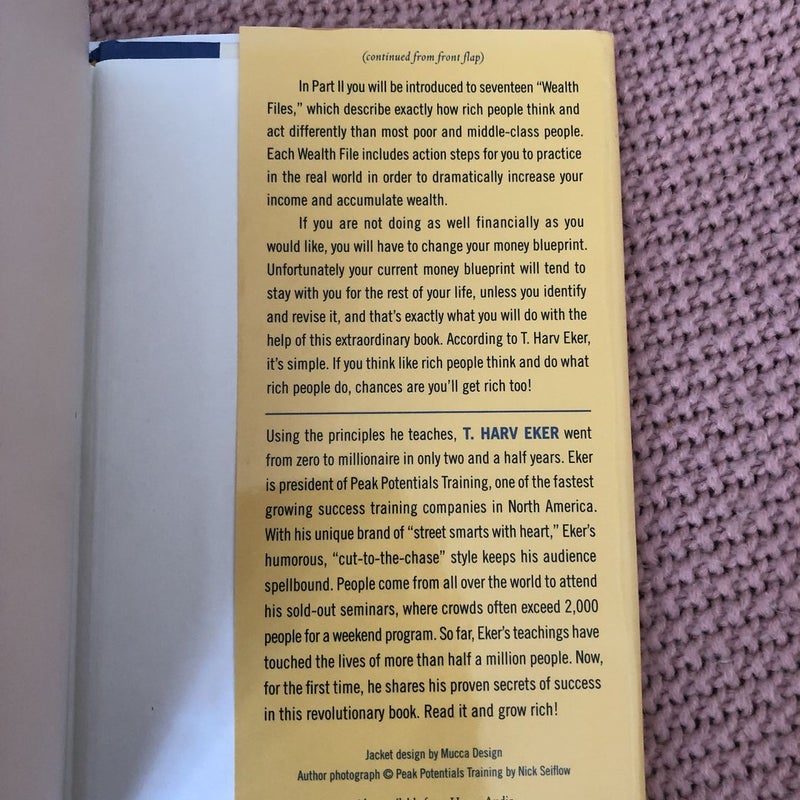 (continued from front flap)
In Part II you will be introduced to seventeen “Wealth
Files,” which describe exactly how rich people think and
act differently than most poor and middle-class people.
Each Wealth File includes action steps for you to practice
in the real world in order to dramatically increase your
income and accumulate wealth.
If you are not doing as well financially as you
would like, you will have to change your money blueprint.
Unfortunately your current money blueprint will tend to
stay with you for the rest of your life, unless you identify
and revise it, and that’s exactly what you will do with the
help of this extraordinary book. According to T. Harv Eker,
it’s simple. If you think like rich people think and do what
rich people do, chances are you’ll get rich too!
Using the principles he teaches, T. HARV EKER went
from zero to millionaire in only two and a half years. Eker
is president of Peak Potentials Training, one of the fastest
growing success training companies in North America.
With his unique brand of “street smarts with heart,” Eker’s
humorous, “cut-to-the-chase” style keeps his audience
spellbound. People come from all over the world to attend
his sold-out seminars, where crowds often exceed 2,000
people for a weekend program. So far, Eker’s teachings have
touched the lives of more than half a million people. Now,
for the first time, he shares his proven secrets of success
in this revolutionary book. Read it and grow rich!
Jacket design by Mucca Design
Author photograph © Peak Potentials Training by Nick Seiflow